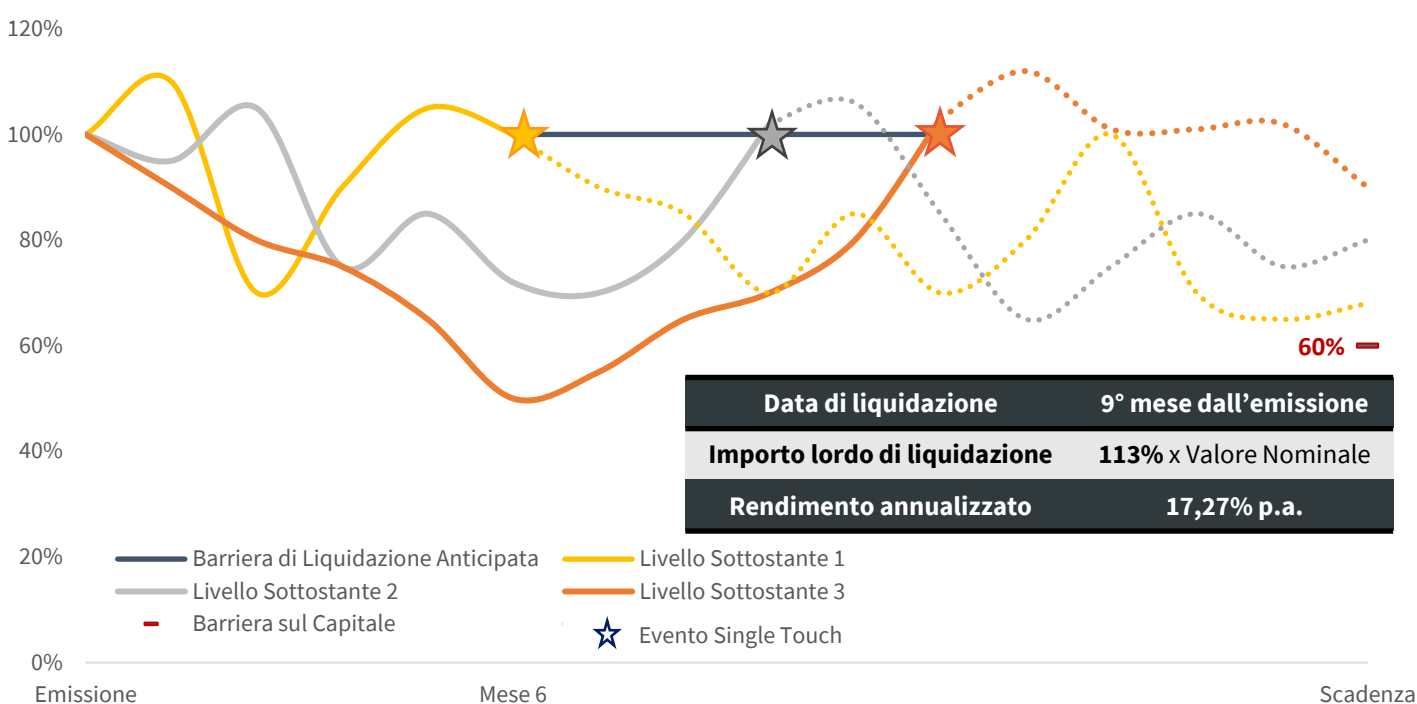 120%
100%
80%
60%
60%
Data di liquidazione 9° mese dall'emissione
40%
Importo lordo di liquidazione 113% x Valore Nominale
Rendimento annualizzato 17,27% p.a.
20%
Barriera di Liquidazione Anticipata Livello Sottostante 1
Livello Sottostante 2 Livello Sottostante 3
Barriera sul Capitale Evento Single Touch
0%
Emissione Mese 6 Scadenza